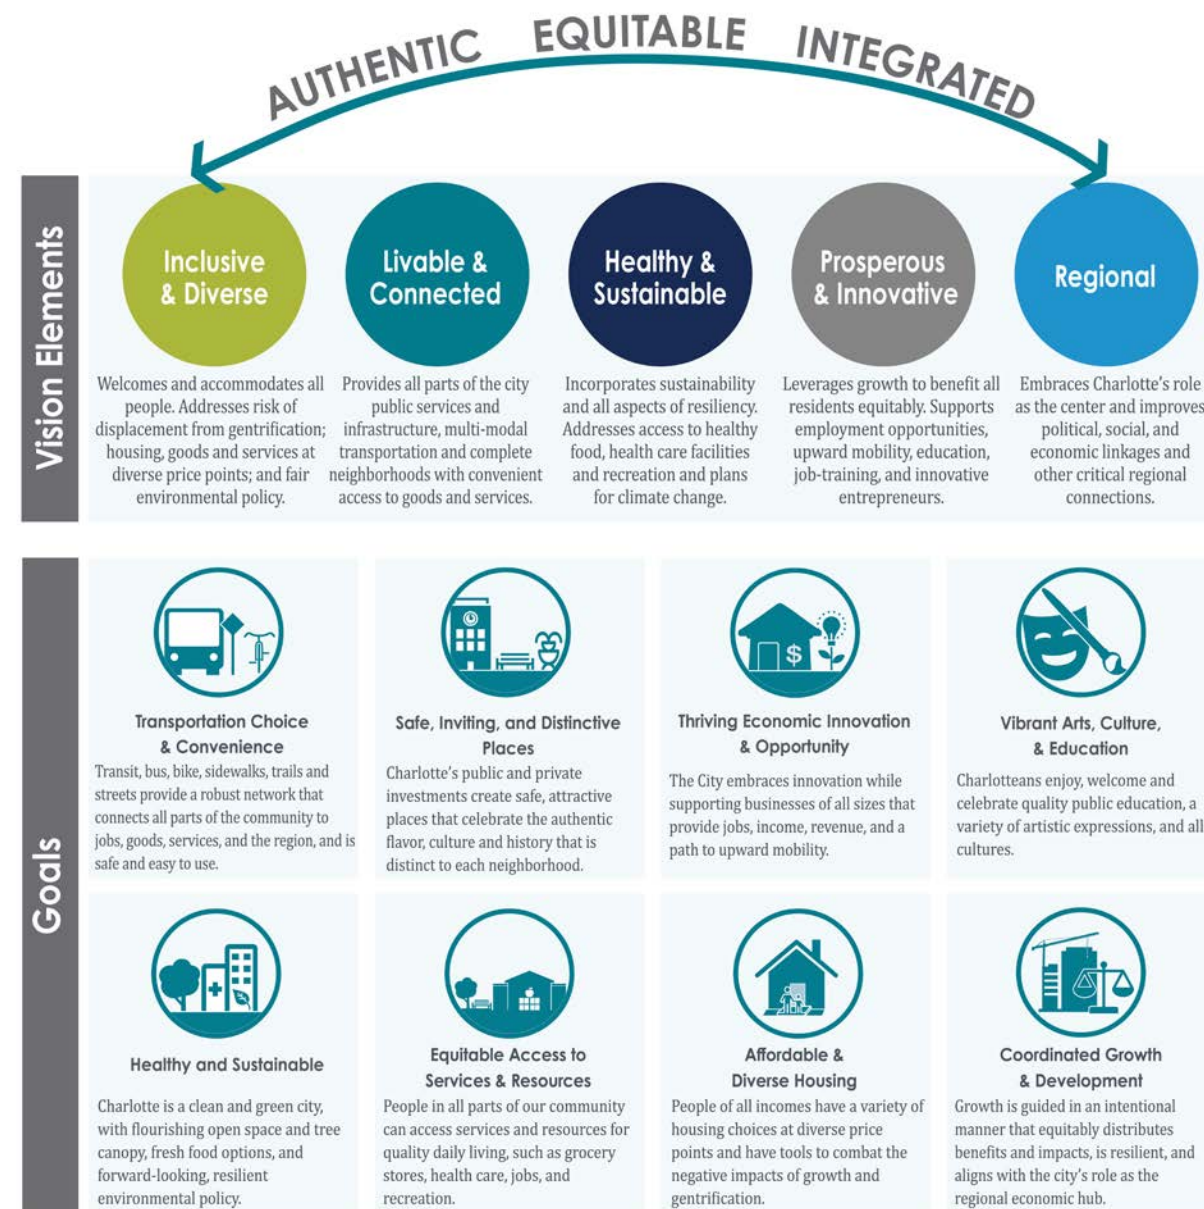 AUTHENTIC EQUITABLE INTEGRATED
Vision Elements
Inclusive
& Diverse
Welcomes and accommodates all
people. Addresses risk of
displacement from gentrification;
housing, goods and services at
diverse price points; and fair
environmental policy.
Livable &
Connected
Provides all parts of the city
public services and
infrastructure, multi-modal
transportation and complete
neighborhoods with convenient
access to goods and services.
Healthy &
Sustainable
Incorporates sustainability
and all aspects of resiliency.
Addresses access to healthy
food, health care facilities
and recreation and plans
for climate change.
Prosperous
& Innovative
Leverages growth to benefit all
residents equitably. Supports
employment opportunities,
upward mobility, education,
job-training, and innovative
entrepreneurs.
Regional
Embraces Charlotte's role
as the center and improves
political, social, and
economic linkages and
other critical regional
connections.
Goals
Transportation Choice
& Convenience
Transit, bus, bike, sidewalks, trails and
streets provide a robust network that
connects all parts of the community to
jobs, goods, services, and the region, and is
safe and easy to use.
Safe, Inviting, and Distinctive
Places
Charlotte's public and private
investments create safe, attractive
places that celebrate the authentic
flavor, culture and history that is
distinct to each neighborhood.
$
Thriving Economic Innovation
& Opportunity
The City embraces innovation while
supporting businesses of all sizes that
provide jobs, income, revenue, and a
path to upward mobility.
Vibrant Arts, Culture,
& Education
Charlotteans enjoy, welcome and
celebrate quality public education, a
variety of artistic expressions, and all
cultures.
Healthy and Sustainable
Charlotte is a clean and green city,
with flourishing open space and tree
canopy, fresh food options, and
forward-looking, resilient
environmental policy.
Equitable Access to
Services & Resources
People in all parts of our community
can access services and resources for
quality daily living, such as grocery
stores, health care, jobs, and
recreation.
Affordable &
Diverse Housing
People of all incomes have a variety of
housing choices at diverse price
points and have tools to combat the
negative impacts of growth and
gentrification.
Coordinated Growth
& Development
Growth is guided in an intentional
manner that equitably distributes
benefits and impacts, is resilient, and
aligns with the city's role as the
regional economic hub.